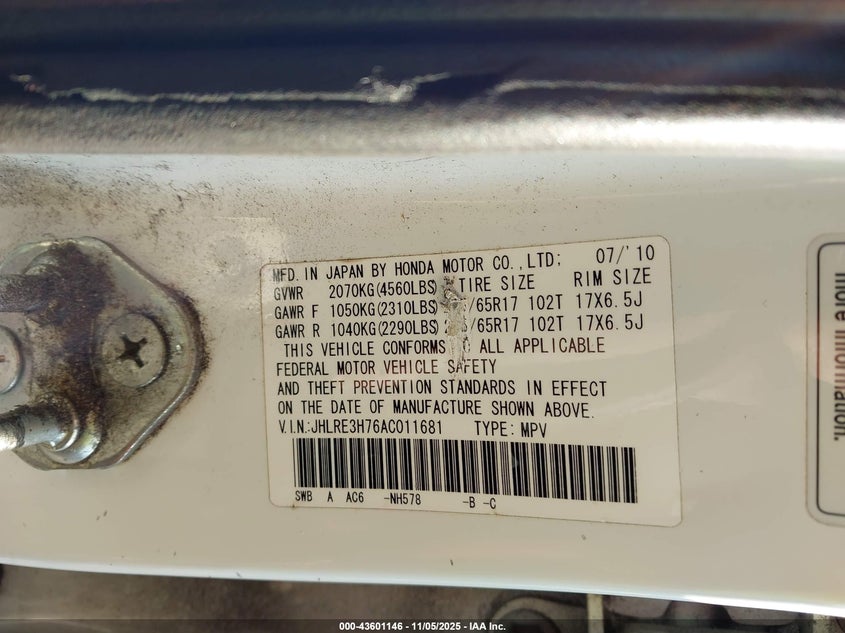 MFD. IN JAPAN BY HONDA MOTOR CO.,LTD: 07/'10
GVWR 2070KG(4560LBS) TIRE SIZE RIM SIZE
GAWR F 1050KG(2310LBS) /65R17 102T 17X6.5J
GAWR R 1040KG(2290LBS) /65R17 102T 17X6.5J
THIS VEHICLE CONFORMS ALL APPLICABLE
FEDERAL MOTOR VEHICLE SAFETY
AND THEFT PREVENTION STANDARDS IN EFFECT
ON THE DATE OF MANUFACTURE SHOWN ABOVE.
V.I.N.:JHLRE3H76AC011681 TYPE: MPV
SWB A AC6 -NH578 -B -C
more information.
000-43601146 - 11/05/2025 - IAA Inc.